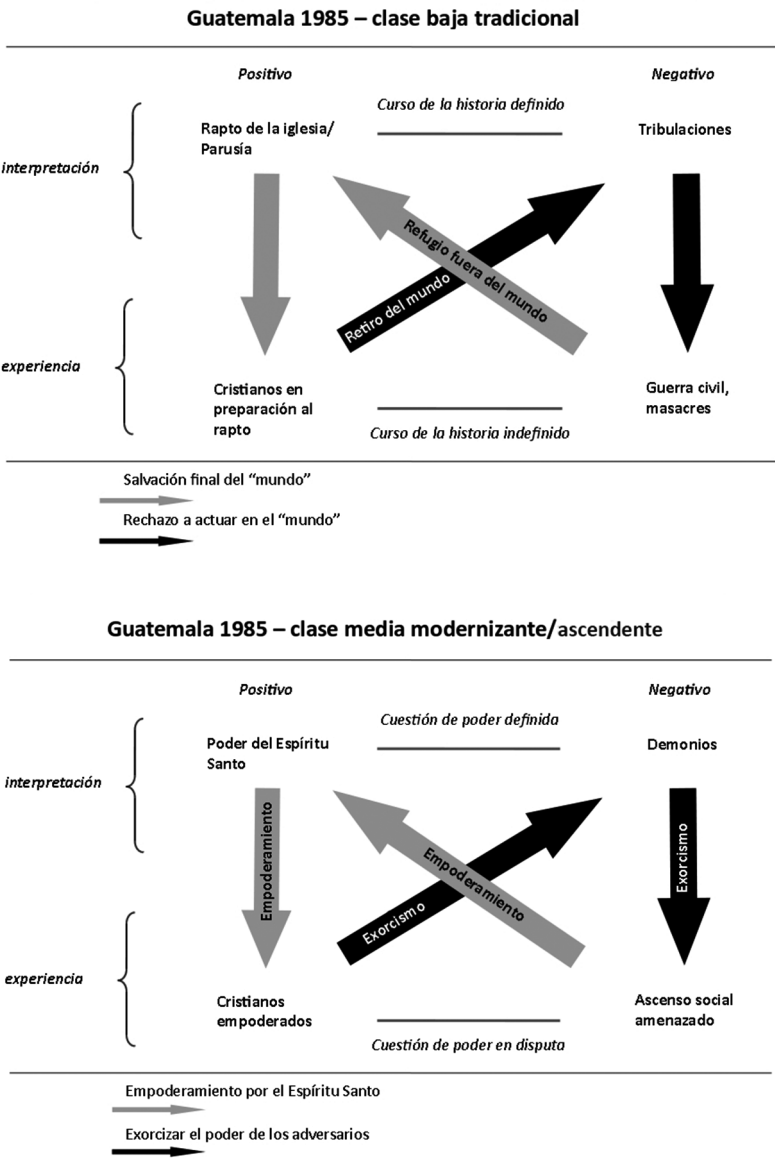 Guatemala 1985 – clase baja tradicional
Positivo
Negativo
Curso de la historia definido
Rapto de la iglesia/
Parusía
Tribulaciones
interpretación
Refugio fuera del mundo
Retiro del mundo
experiencia
Cristianos en
preparación al
rapto
Guerra civil,
masacres
Curso de la historia indefinido
Salvación final del “mundo”
Rechazo a actuar en el “mundo”
Guatemala 1985 – clase media modernizante/ascendente
Positivo
Negativo
Cuestión de poder definida
Poder del Espíritu
Santo
Demonios
interpretación
Empoderamiento
Empoderamiento
Exorcismo
Exorcismo
experiencia
Cristianos
empoderados
Ascenso social
amenazado
Cuestión de poder en disputa
Empoderamiento por el Espíritu Santo
Exorcizar el poder de los adversarios